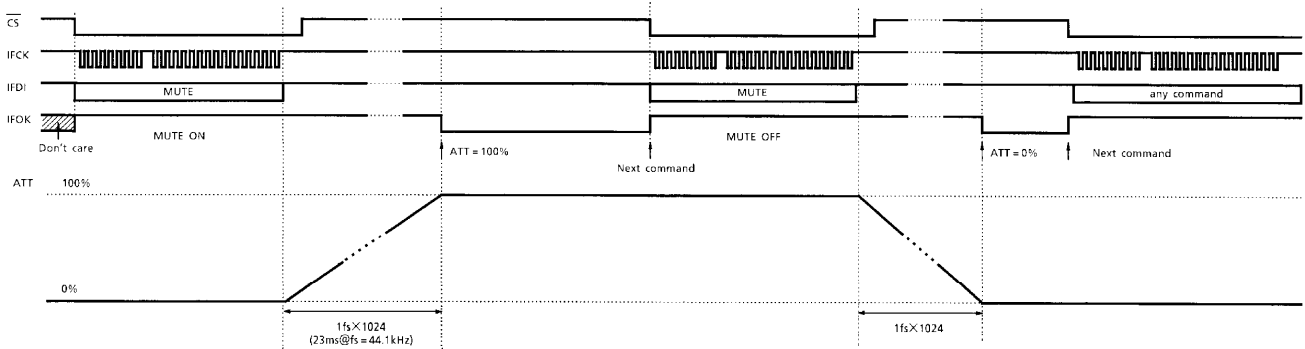 CS
IFCK
IFDI MUTE MUTE any command
IFOK MUTE ON MUTE OFF
Don't care ATT = 100% ATT = 0% Next command
Next command
ATT 100%
0%
1fs×1024 1fs×1024
(23ms@fs = 44.1kHz)